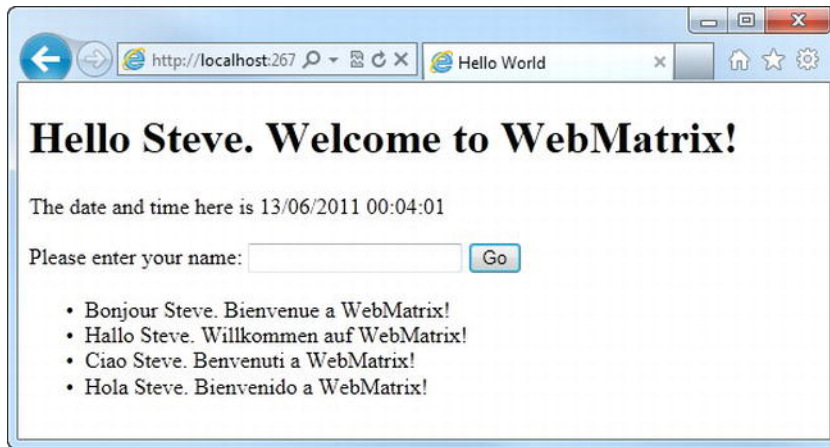 http://localhost:267
Hello World
Hello Steve. Welcome to WebMatrix!
The date and time here is 13/06/2011 00:04:01
Please enter your name: Go
• Bonjour Steve. Bienvenue a WebMatrix!
• Hallo Steve. Willkommen auf WebMatrix!
• Ciao Steve. Benvenuti a WebMatrix!
• Hola Steve. Bienvenido a WebMatrix!